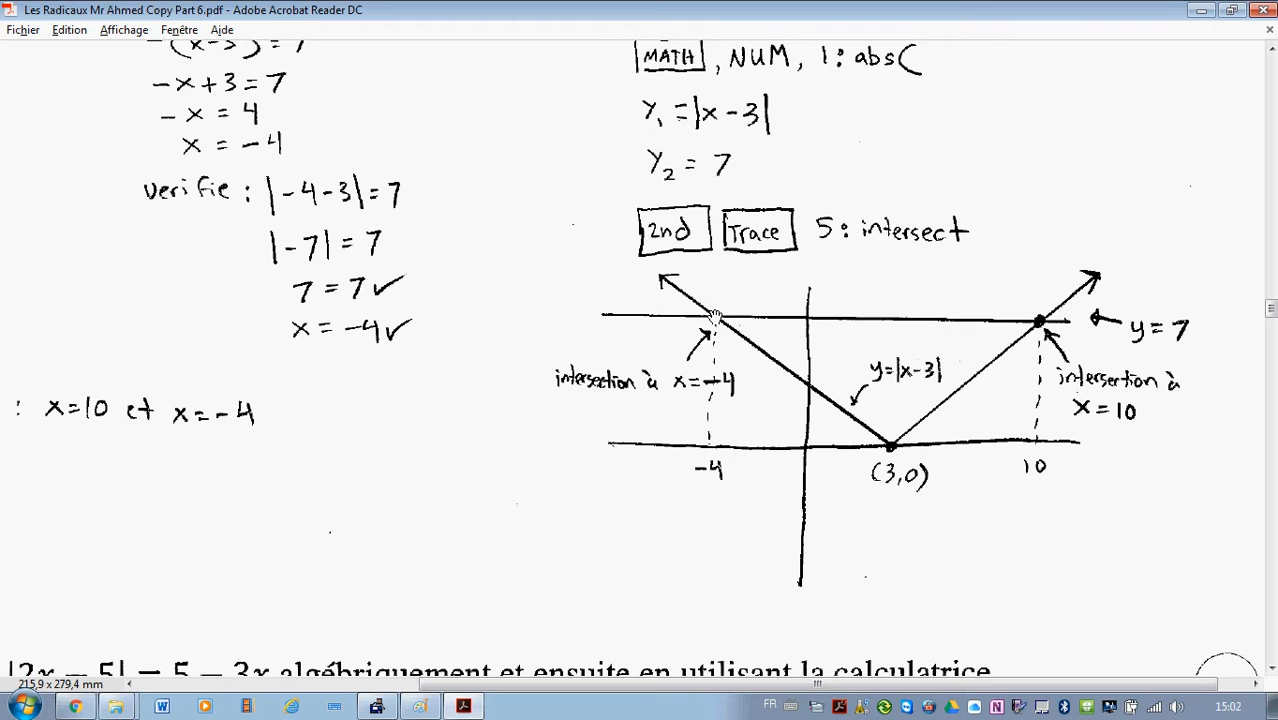 Les Radicaux Mr Ahmed Copy Part 6.pdf - Adobe Acrobat Reader DC
Fichier Edition Affichage Fenêtre Aide
-(x-3) = 7
-x+3 = 7
-x = 4
x = -4
verifie : |-4-3| = 7
|-7| = 7
7 = 7 ✓
x = -4 ✓
: x=10 et x=-4
MATH , NUM, 1: abs(
Y₁ = |x-3|
Y₂ = 7
2nd Trace 5: intersect
y = 7
intersection à x=-4
y=|x-3|
intersection à
x = 10
-4
(3,0)
10
|2x − 5| = 5 − 3x algébriquement et ensuite en utilisant la calculatrice
215,9 x 279,4 mm
FR
15:02